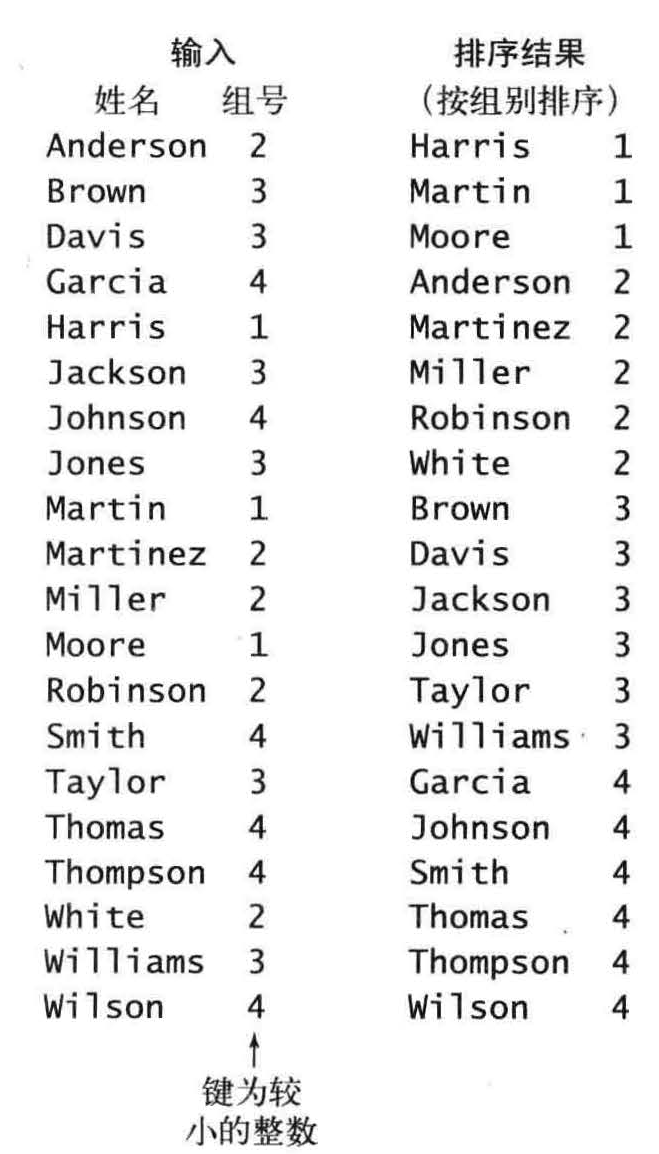 输入 排序结果
姓名 组号 （按组别排序）
Anderson 2 Harris 1
Brown 3 Martin 1
Davis 3 Moore 1
Garcia 4 Anderson 2
Harris 1 Martinez 2
Jackson 3 Miller 2
Johnson 4 Robinson 2
Jones 3 White 2
Martin 1 Brown 3
Martinez 2 Davis 3
Miller 2 Jackson 3
Moore 1 Jones 3
Robinson 2 Taylor 3
Smith 4 Williams 3
Taylor 3 Garcia 4
Thomas 4 Johnson 4
Thompson 4 Smith 4
White 2 Thomas 4
Williams 3 Thompson 4
Wilson 4 Wilson 4
键为较
小的整数